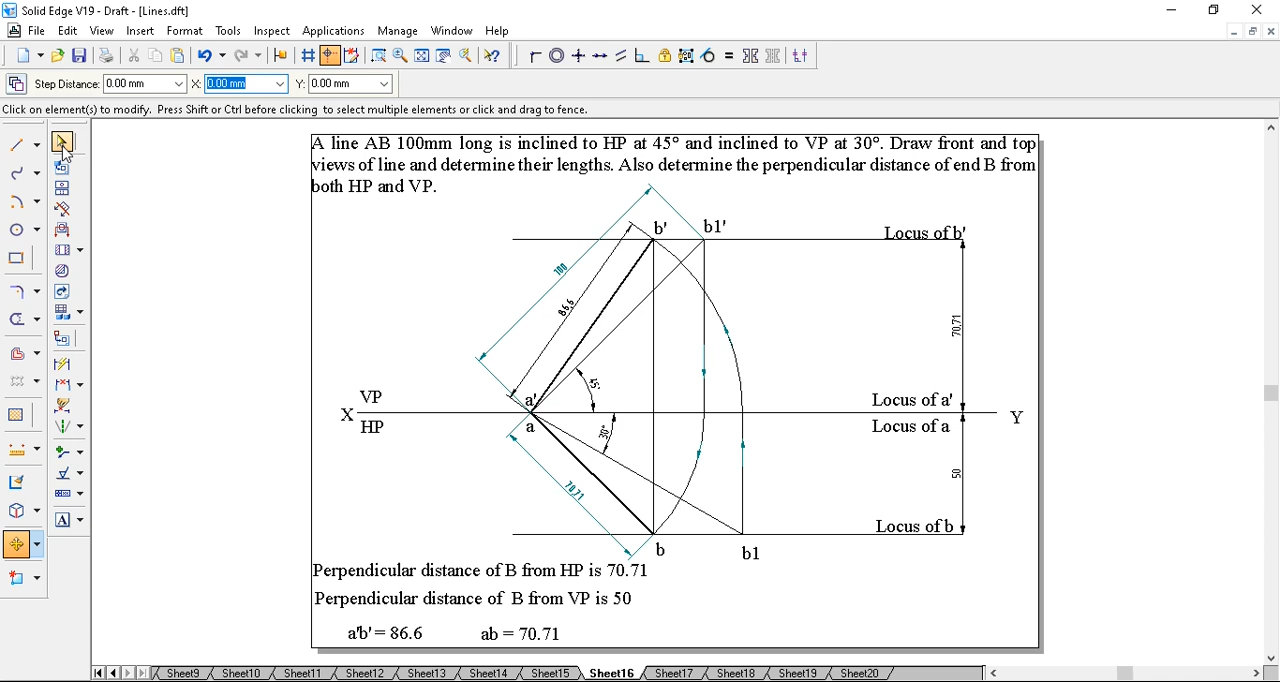 Solid Edge V19 - Draft - [Lines.dft]
File Edit View Insert Format Tools Inspect Applications Manage Window Help
Step Distance: 0.00 mm X: 0.00 mm Y: 0.00 mm
Click on element(s) to modify. Press Shift or Ctrl before clicking to select multiple elements or click and drag to fence.
A line AB 100mm long is inclined to HP at 45° and inclined to VP at 30°. Draw front and top
views of line and determine their lengths. Also determine the perpendicular distance of end B from
both HP and VP.
b' b1' Locus of b'
100
86,6
70,71
45°
VP a' Locus of a'
X Y
HP a Locus of a
30°
50
70,71
Locus of b
b b1
Perpendicular distance of B from HP is 70.71
Perpendicular distance of B from VP is 50
a'b' = 86.6 ab = 70.71
Sheet9 Sheet10 Sheet11 Sheet12 Sheet13 Sheet14 Sheet15 Sheet16 Sheet17 Sheet18 Sheet19 Sheet20